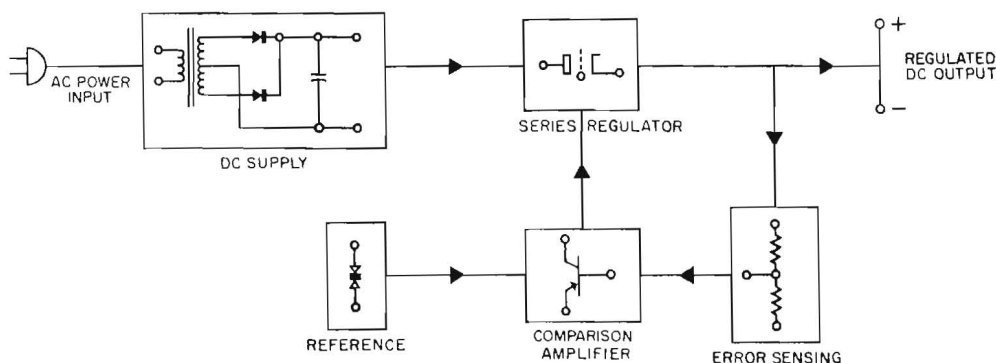 AC POWER
INPUT
DC SUPPLY
SERIES REGULATOR
+
REGULATED
DC OUTPUT
−
REFERENCE
COMPARISON
AMPLIFIER
ERROR SENSING